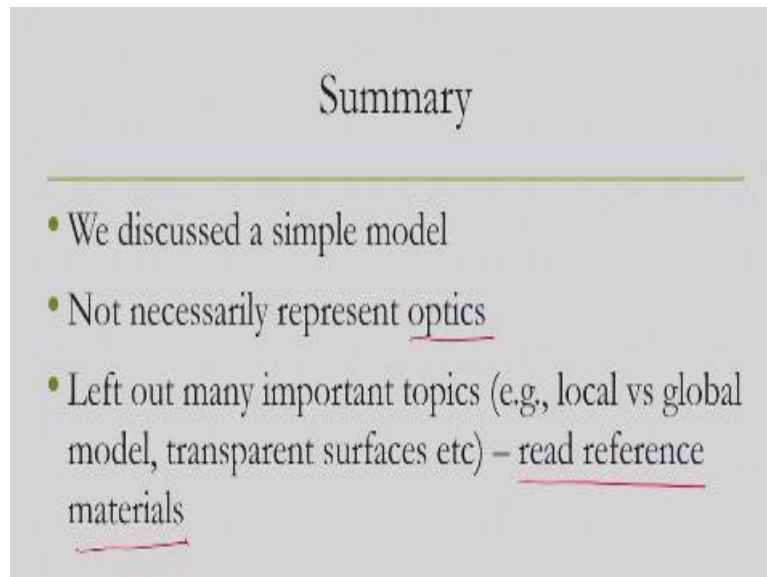 Summary
• We discussed a simple model
• Not necessarily represent optics
• Left out many important topics (e.g., local vs global
model, transparent surfaces etc) – read reference
materials